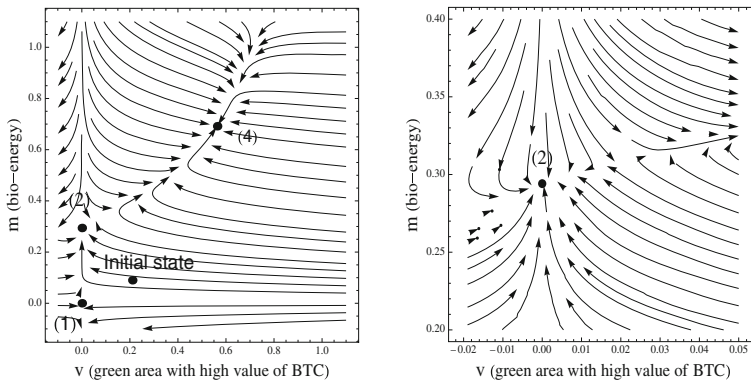 1.0
0.8
0.6
0.4
0.2
0.0
m (bio-energy)
(4)
(2)
Initial state
(1)
0.0 0.2 0.4 0.6 0.8 1.0
v (green area with high value of BTC)
0.40
0.35
0.30
0.25
0.20
m (bio-energy)
(2)
−0.02 −0.01 0.00 0.01 0.02 0.03 0.04 0.05
v (green area with high value of BTC)